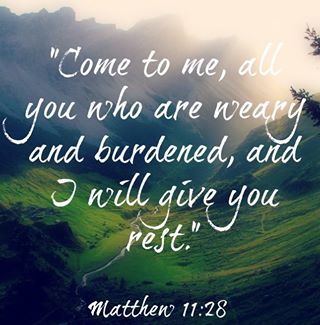 "Come to me, all
you who are weary
and burdened, and
I will give you
rest."
Matthew 11:28